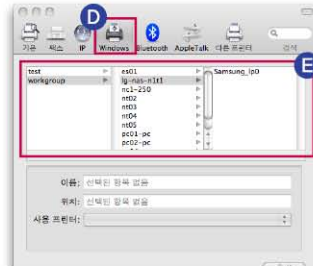 D
기본 팩스 IP Windows Bluetooth AppleTalk 다른 프린터 검색
E
test es01 Samsung_lp0
workgroup lg-nas-n1t1
nc1-250
nt02
nt03
nt04
nt05
pc01-pc
pc02-pc
이름: 선택된 항목 없음
위치: 선택된 항목 없음
사용 프린터: